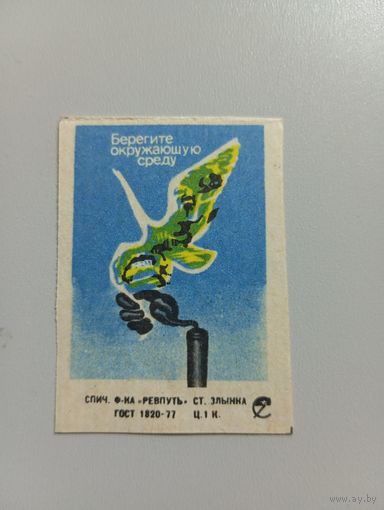 Берегите
окружающую
среду
СПИЧ. Ф-КА «РЕВПУТЬ» СТ. ЗЛЫНКА
ГОСТ 1820-77 Ц. 1 К.
www.ay.by